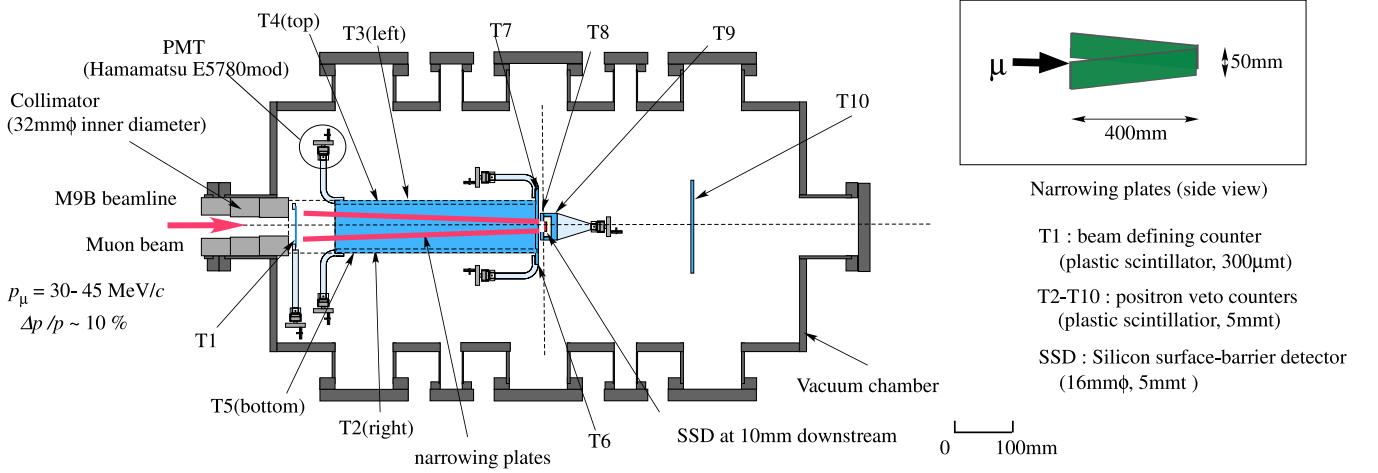 T4(top)
T3(left)
T7
T8
T9
PMT
(Hamamatsu E5780mod)
Collimator
(32mmϕ inner diameter)
T10
M9B beamline
Muon beam
pμ = 30- 45 MeV/c
Δp /p ~ 10 %
T1
T5(bottom)
T2(right)
narrowing plates
T6
SSD at 10mm downstream
Vacuum chamber
0 100mm
μ
50mm
400mm
Narrowing plates (side view)
T1 : beam defining counter
(plastic scintillator, 300μmt)
T2-T10 : positron veto counters
(plastic scintillatior, 5mmt)
SSD : Silicon surface-barrier detector
(16mmϕ, 5mmt )